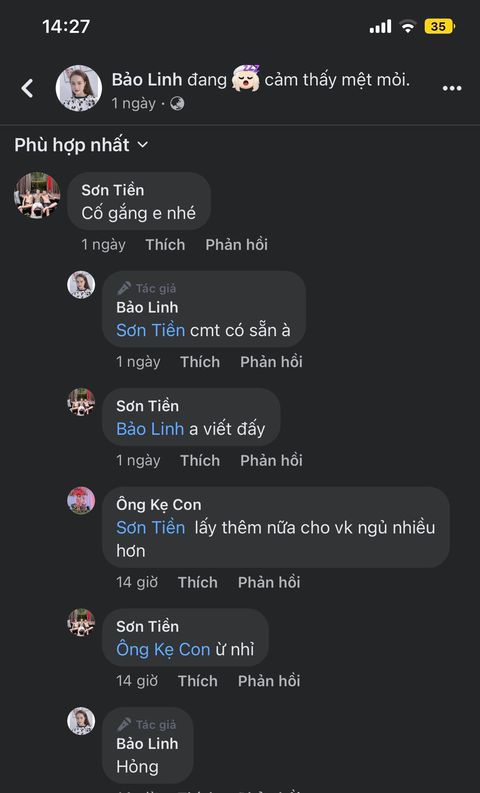 14:27
35
Bảo Linh đang cảm thấy mệt mỏi.
1 ngày ·
Phù hợp nhất
Sơn Tiền
Cố gắng e nhé
1 ngày Thích Phản hồi
Tác giả
Bảo Linh
Sơn Tiền cmt có sẵn à
1 ngày Thích Phản hồi
Sơn Tiền
Bảo Linh a viết đấy
1 ngày Thích Phản hồi
Ông Kẹ Con
Sơn Tiền lấy thêm nữa cho vk ngủ nhiều
hơn
14 giờ Thích Phản hồi
Sơn Tiền
Ông Kẹ Con ừ nhỉ
14 giờ Thích Phản hồi
Tác giả
Bảo Linh
Hỏng